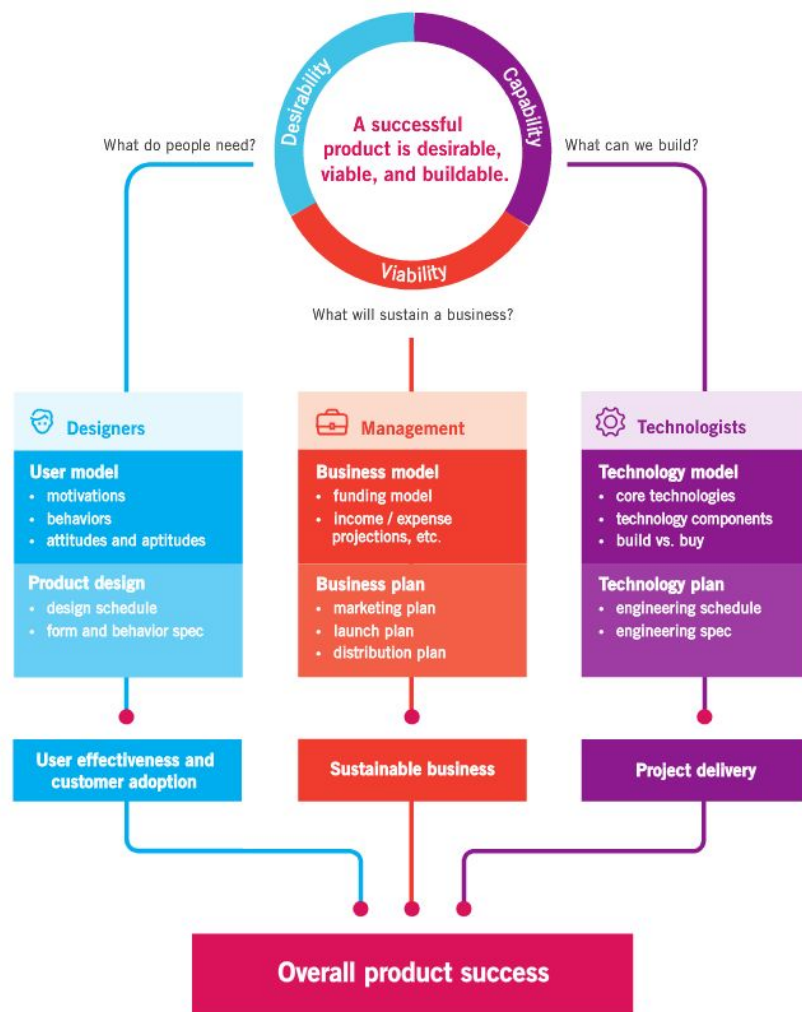 Desirability
Capability
Viability
A successful
product is desirable,
viable, and buildable.
What do people need?
What can we build?
What will sustain a business?
Designers
User model
• motivations
• behaviors
• attitudes and aptitudes
Product design
• design schedule
• form and behavior spec
User effectiveness and
customer adoption
Management
Business model
• funding model
• income / expense
projections, etc.
Business plan
• marketing plan
• launch plan
• distribution plan
Sustainable business
Technologists
Technology model
• core technologies
• technology components
• build vs. buy
Technology plan
• engineering schedule
• engineering spec
Project delivery
Overall product success